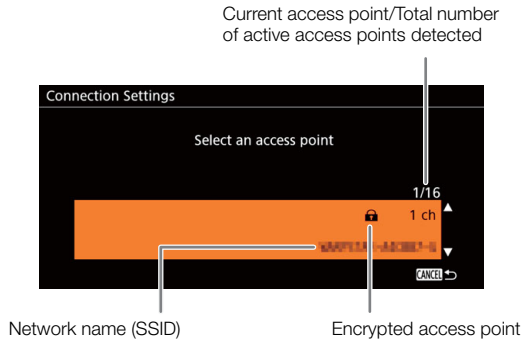 Current access point/Total number
of active access points detected
Connection Settings
Select an access point
1/16
1 ch
CANCEL
Network name (SSID)
Encrypted access point